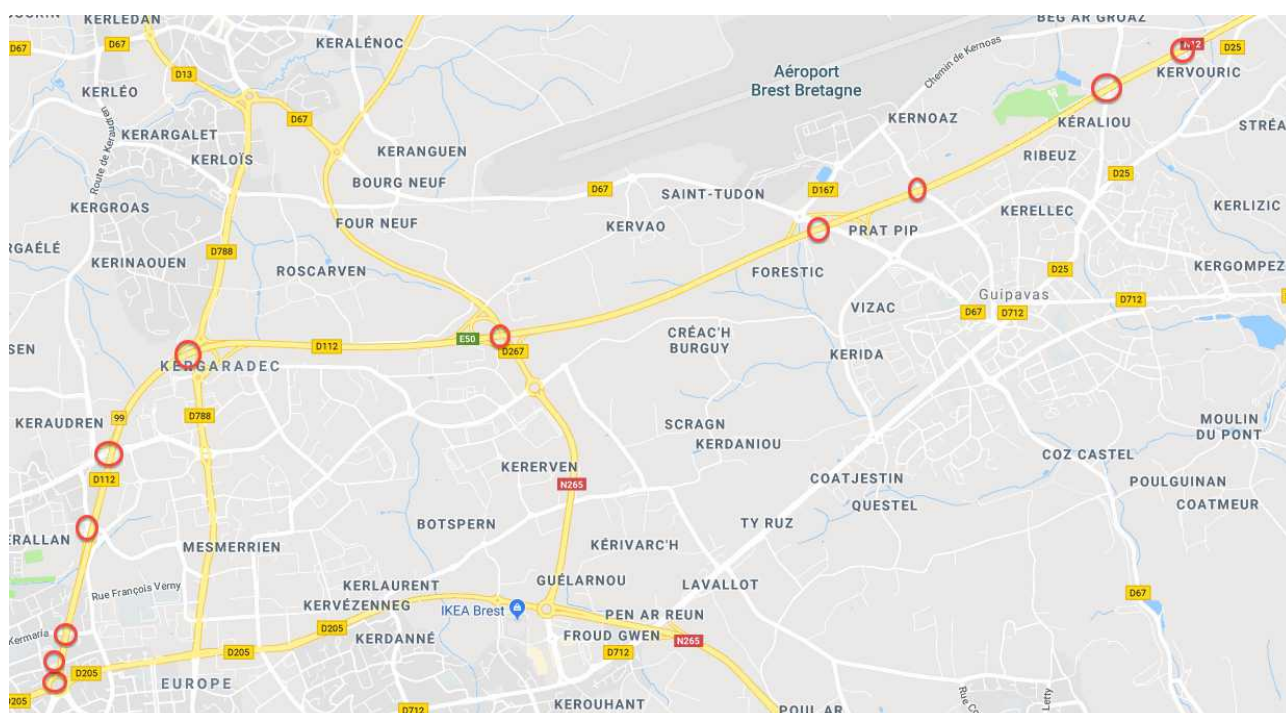 KERLEDAN
BEG AR GROAZ
D67
D67
KERALÉNOC
N12
D25
Aéroport
Brest Bretagne
Chemin de Kernoas
D13
KERVOURIC
KERLÉO
Route de Keraudren
D67
KERNOAZ
KÉRALIOU
STRÉA
KERARGALET
KERLOÏS
KERANGUEN
RIBEUZ
BOURG NEUF
D67
SAINT-TUDON
D167
D25
KERGROAS
KERELLEC
KERLIZIC
FOUR NEUF
KERVAO
PRAT PIP
RGAÉLÉ
D788
KERINAOUEN
ROSCARVEN
FORESTIC
D25
KERGOMPEZ
Guipavas
D712
VIZAC
D67
D712
SEN
D112
E50
D267
CRÉAC'H
BURGUY
KERIDA
KERGARADEC
99
D788
KERAUDREN
SCRAGN
KERDANIOU
MOULIN
DU PONT
D112
KERERVEN
COZ CASTEL
N265
COATJESTIN
POULGUINAN
QUESTEL
COATMEUR
BOTSPERN
TY RUZ
ERALLAN
MESMERRIEN
KÉRIVARC'H
Rue François Verny
KERLAURENT
GUÉLARNOU
LAVALLOT
D67
KERVÉZENNEG
IKEA Brest
PEN AR REUN
Kermaria
D205
KERDANNÉ
FROUD GWEN
N265
D205
D712
D205
EUROPE
D205
KEROUHANT
D712
POUL AR
Letty